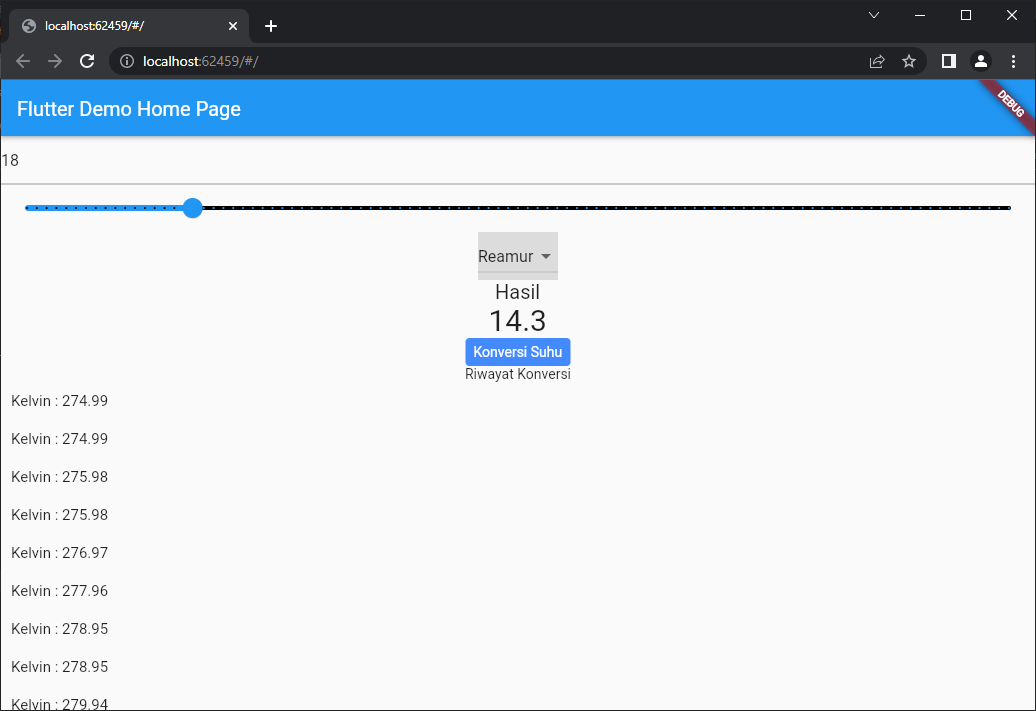 localhost:62459/#/
localhost:62459/#/
Flutter Demo Home Page
DEBUG
18
Reamur
Hasil
14.3
Konversi Suhu
Riwayat Konversi
Kelvin : 274.99
Kelvin : 274.99
Kelvin : 275.98
Kelvin : 275.98
Kelvin : 276.97
Kelvin : 277.96
Kelvin : 278.95
Kelvin : 278.95
Kelvin : 279.94